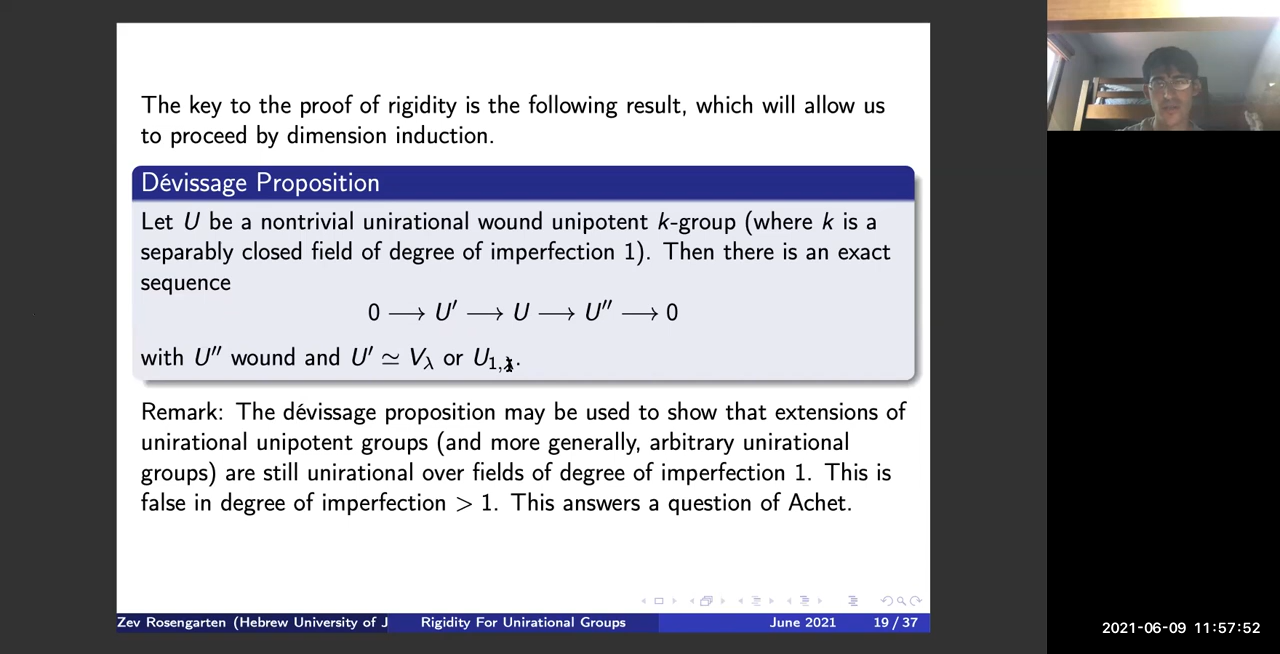 The key to the proof of rigidity is the following result, which will allow us
to proceed by dimension induction.
Dévissage Proposition
Let U be a nontrivial unirational wound unipotent k-group (where k is a
separably closed field of degree of imperfection 1). Then there is an exact
sequence
0 ⟶ U′ ⟶ U ⟶ U″ ⟶ 0
with U″ wound and U′ ≃ V_λ or U_1,
Remark: The dévissage proposition may be used to show that extensions of
unirational unipotent groups (and more generally, arbitrary unirational
groups) are still unirational over fields of degree of imperfection 1. This is
false in degree of imperfection > 1. This answers a question of Achet.
Zev Rosengarten (Hebrew University of J
Rigidity For Unirational Groups
June 2021
19 / 37
2021-06-09 11:57:52